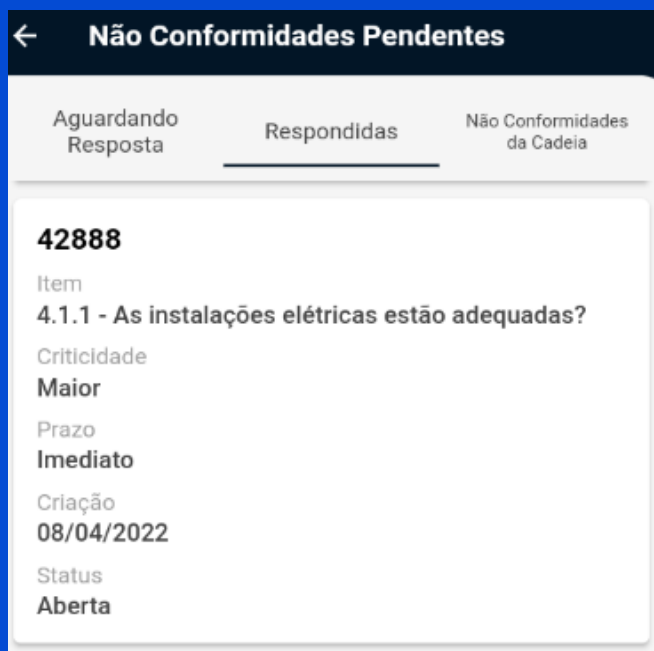 Não Conformidades Pendentes
Aguardando
Resposta
Respondidas
Não Conformidades
da Cadeia
42888
Item
4.1.1 - As instalações elétricas estão adequadas?
Criticidade
Maior
Prazo
Imediato
Criação
08/04/2022
Status
Aberta